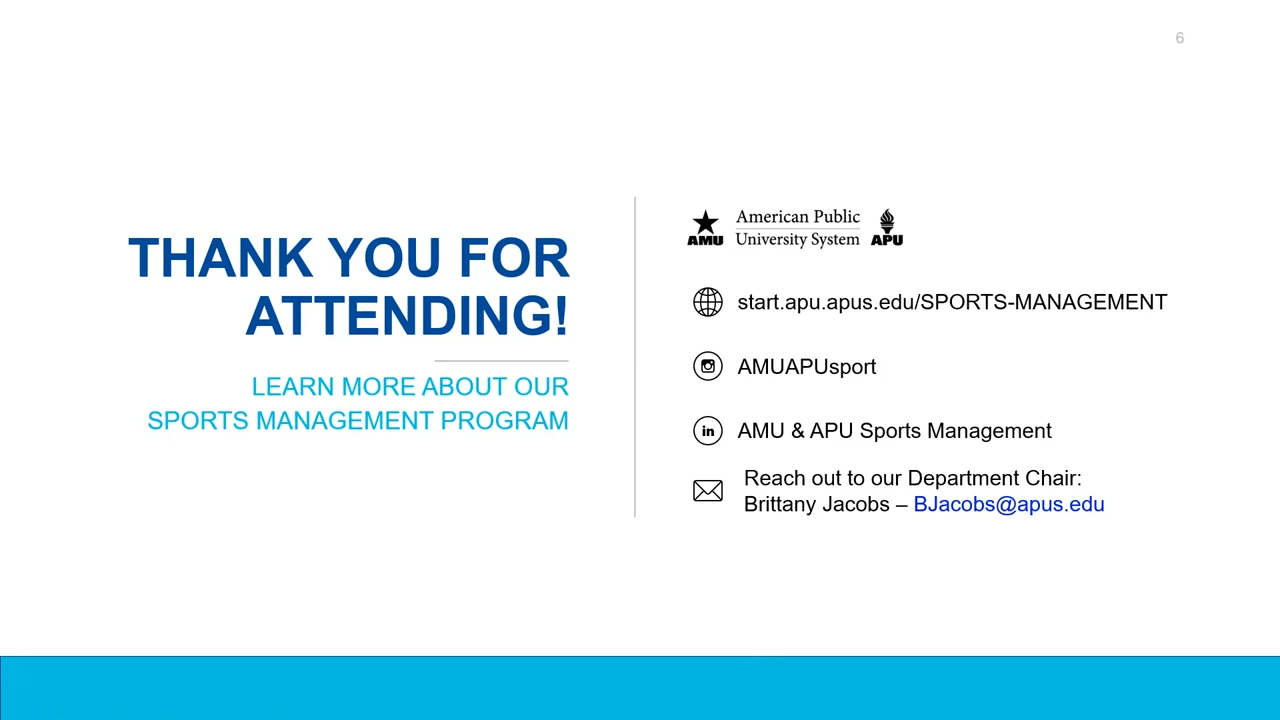 6
THANK YOU FOR
ATTENDING!
LEARN MORE ABOUT OUR
SPORTS MANAGEMENT PROGRAM
AMU
American Public
University System
APU
start.apu.apus.edu/SPORTS-MANAGEMENT
AMUAPUsport
in
AMU & APU Sports Management
Reach out to our Department Chair:
Brittany Jacobs – BJacobs@apus.edu